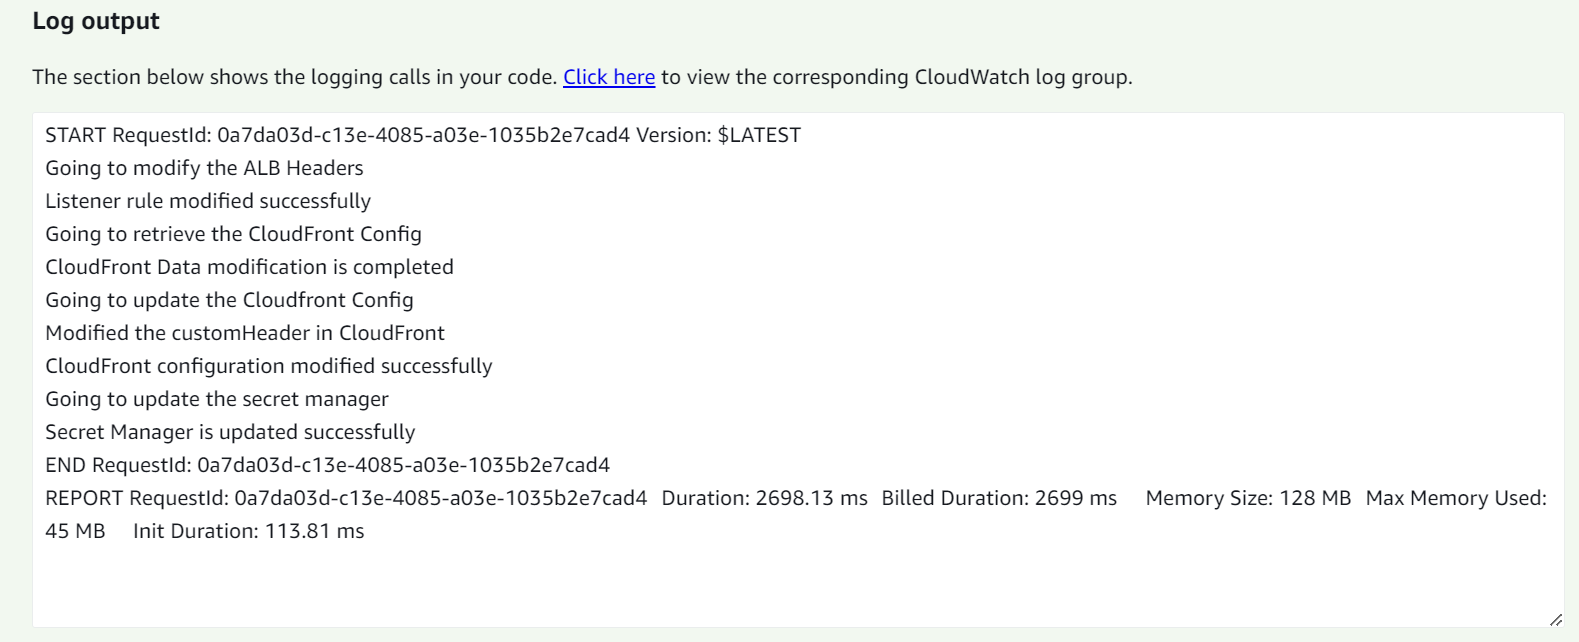 Log output
The section below shows the logging calls in your code. Click here to view the corresponding CloudWatch log group.
START RequestId: 0a7da03d-c13e-4085-a03e-1035b2e7cad4 Version: $LATEST
Going to modify the ALB Headers
Listener rule modified successfully
Going to retrieve the CloudFront Config
CloudFront Data modification is completed
Going to update the Cloudfront Config
Modified the customHeader in CloudFront
CloudFront configuration modified successfully
Going to update the secret manager
Secret Manager is updated successfully
END RequestId: 0a7da03d-c13e-4085-a03e-1035b2e7cad4
REPORT RequestId: 0a7da03d-c13e-4085-a03e-1035b2e7cad4 Duration: 2698.13 ms Billed Duration: 2699 ms Memory Size: 128 MB Max Memory Used:
45 MB Init Duration: 113.81 ms